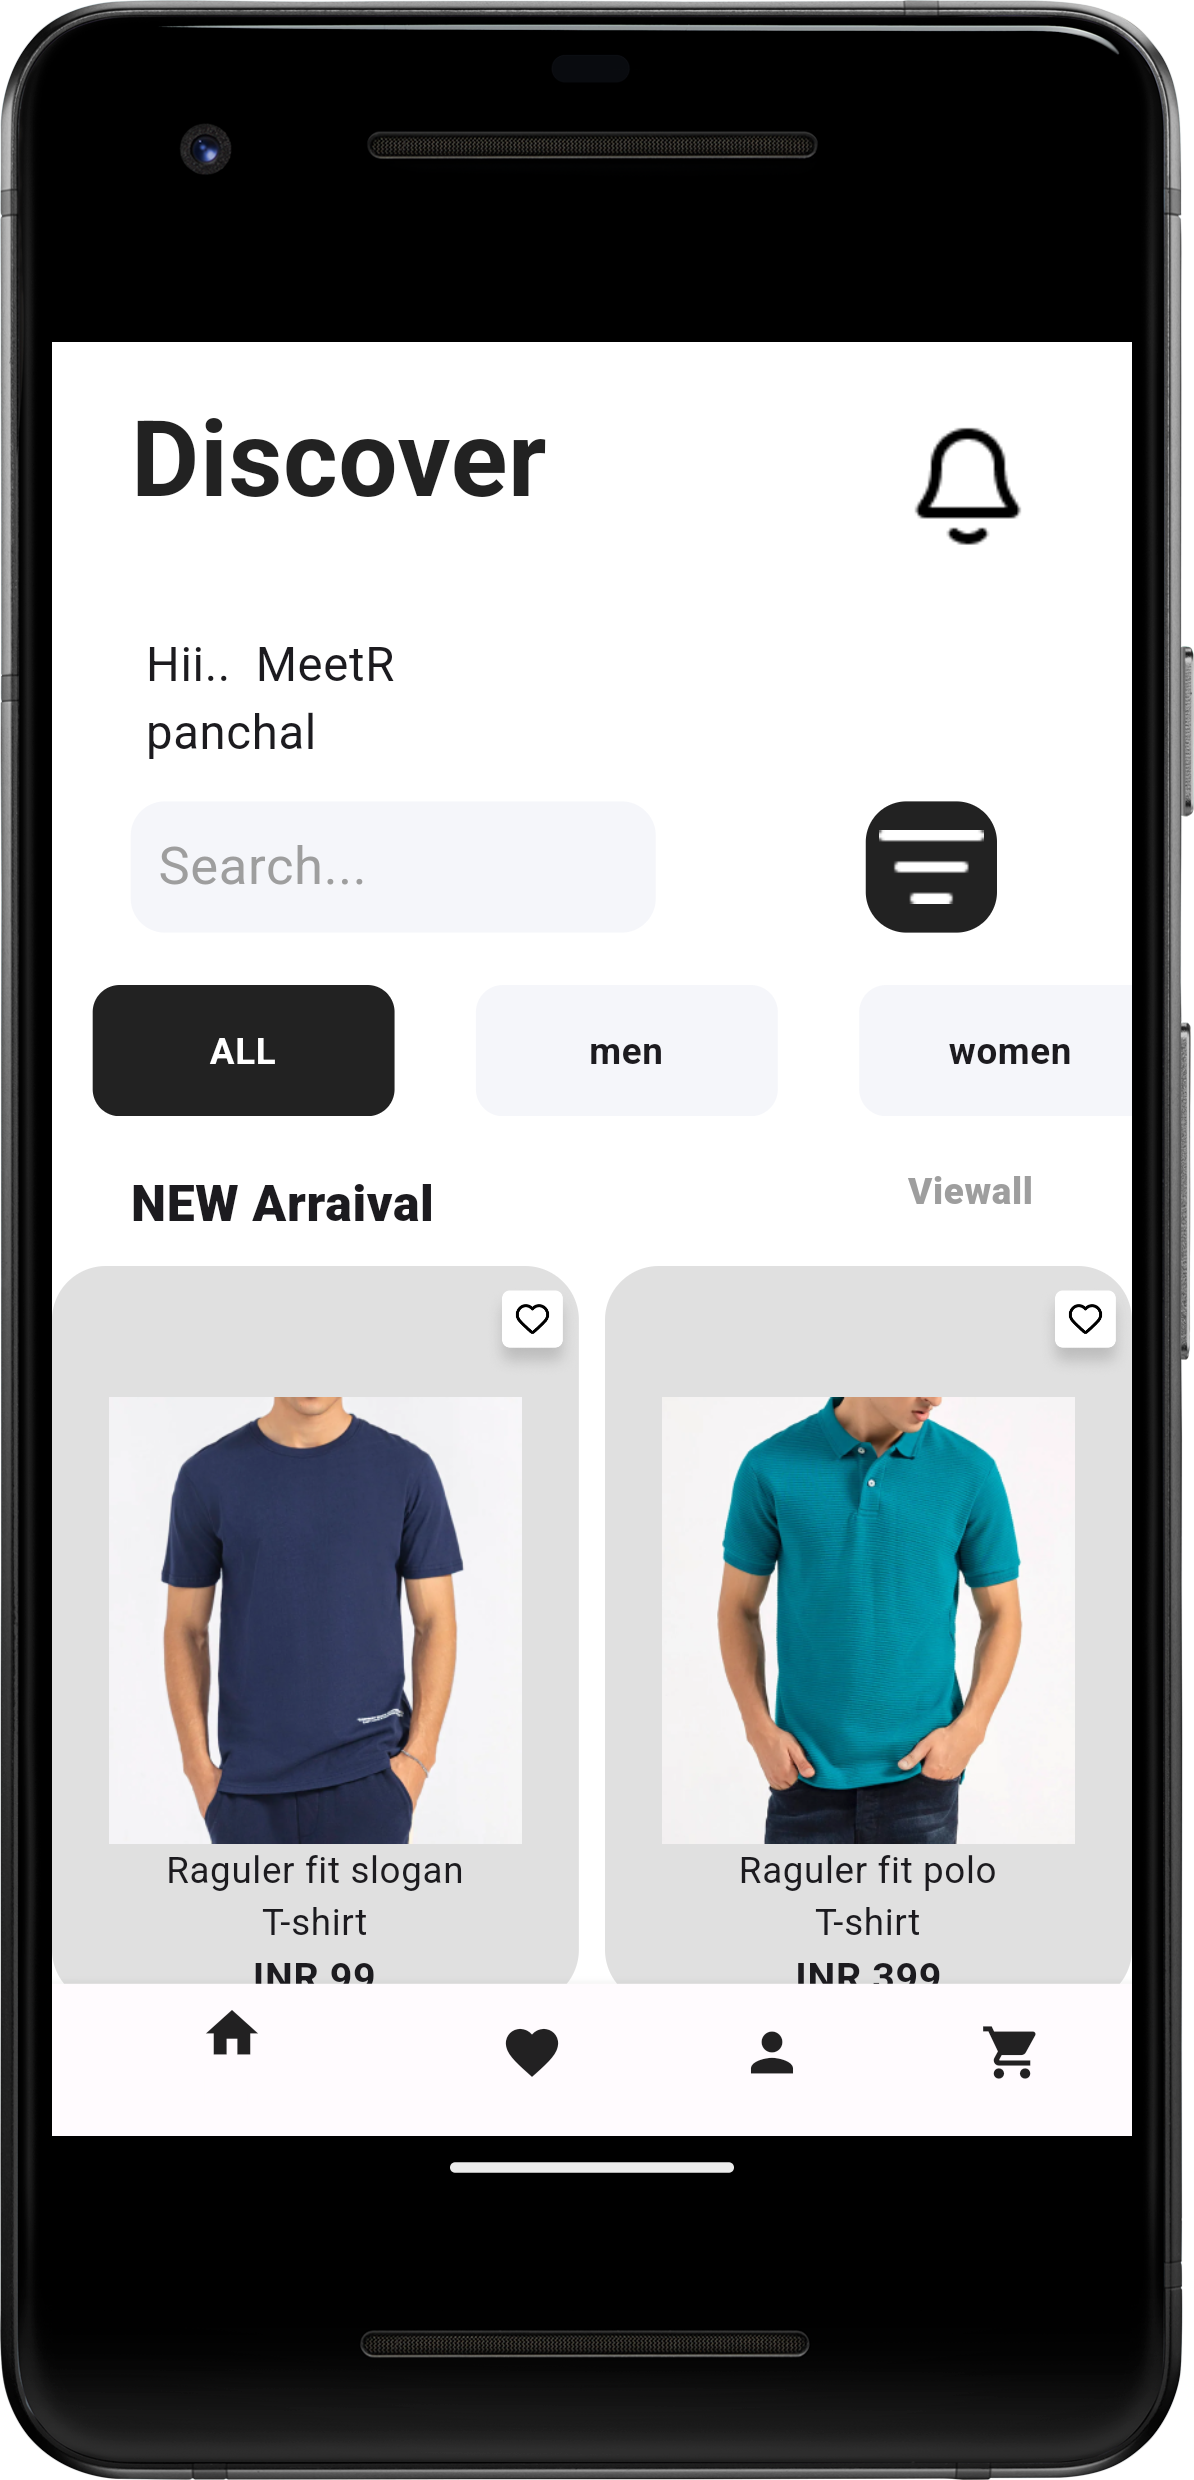 Discover
Hii..  MeetR
panchal
Search...
ALL
men
women
NEW Arraival
Viewall
Raguler fit slogan
T-shirt
INR 99
Raguler fit polo
T-shirt
INR 399